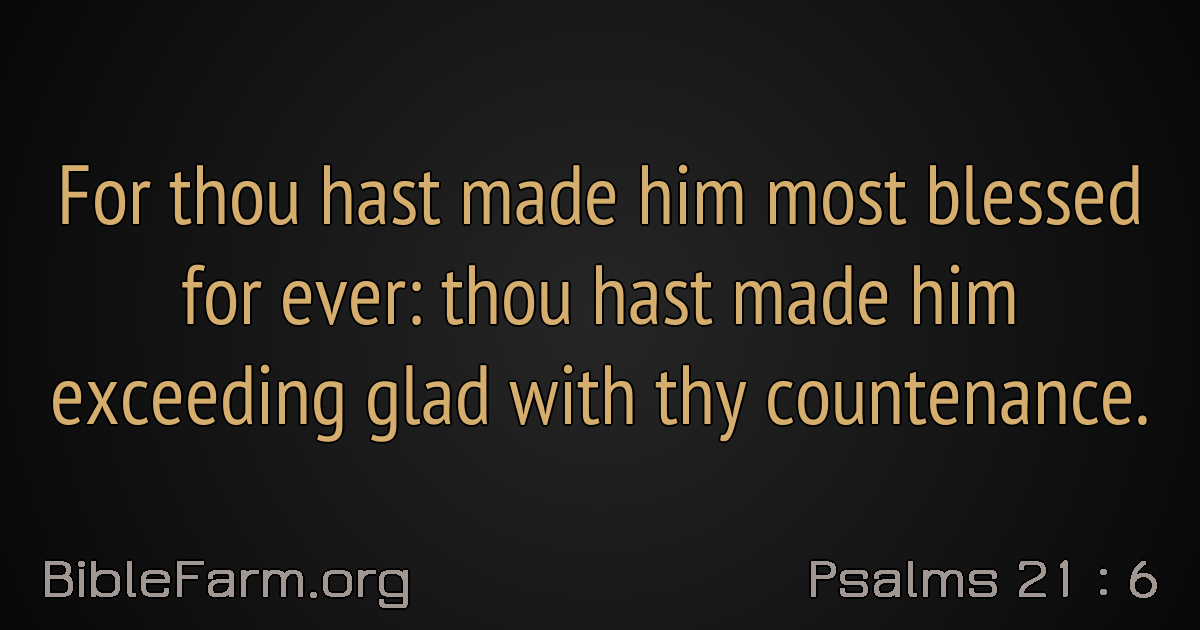 For thou hast made him most blessed
for ever: thou hast made him
exceeding glad with thy countenance.
BibleFarm.org
Psalms 21 : 6